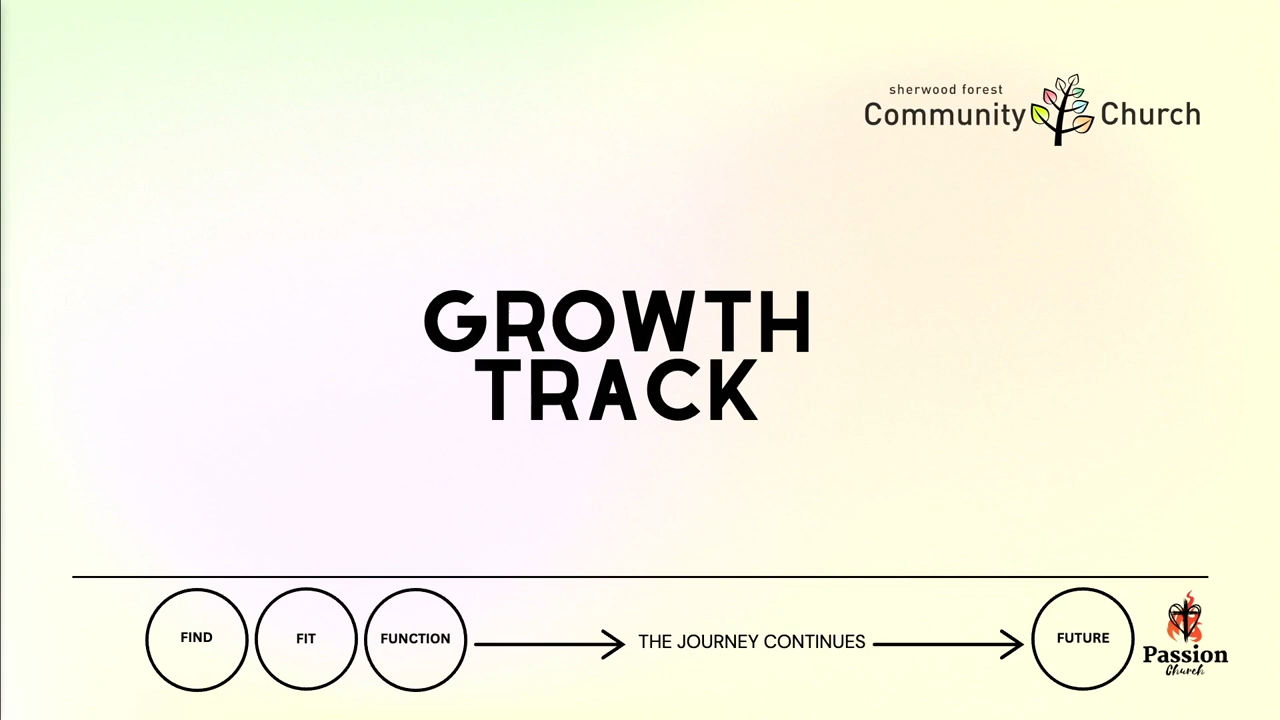 sherwood forest
Community Church
GROWTH
TRACK
FIND FIT FUNCTION THE JOURNEY CONTINUES FUTURE
Passion
Church